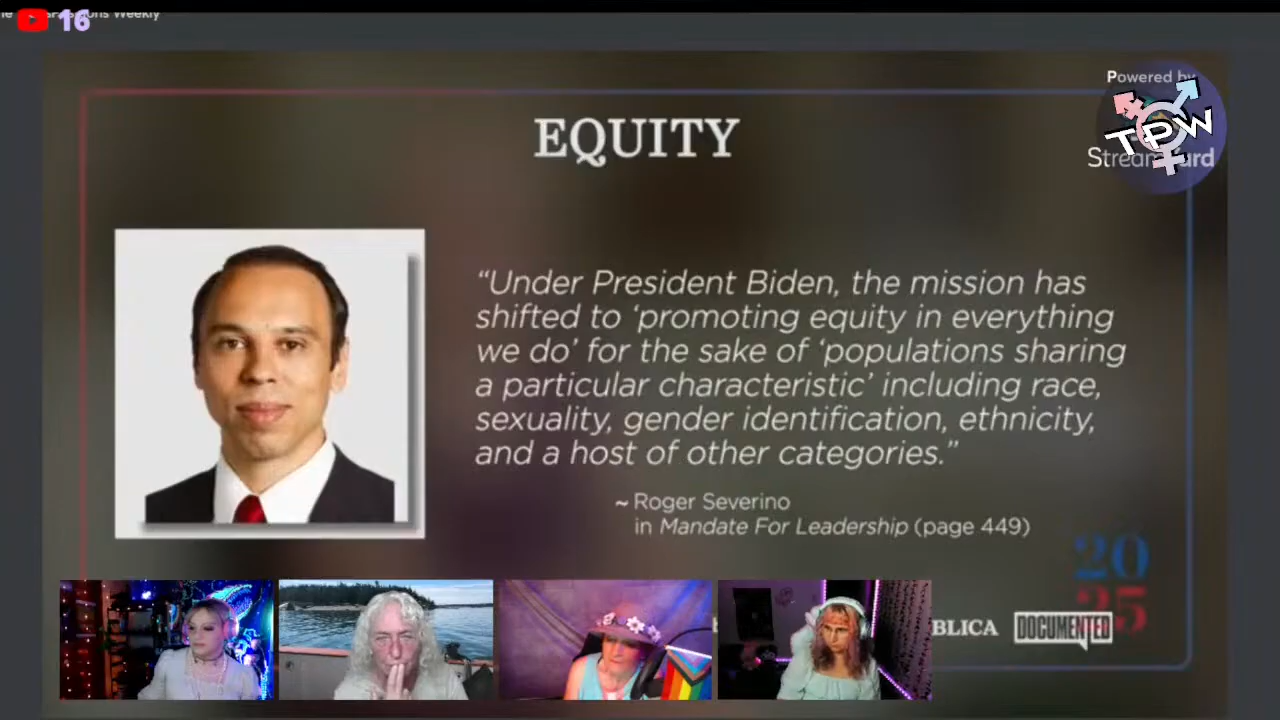 16
Weekly
Powered by
TPW
EQUITY
“Under President Biden, the mission has
shifted to ‘promoting equity in everything
we do’ for the sake of ‘populations sharing
a particular characteristic’ including race,
sexuality, gender identification, ethnicity,
and a host of other categories.”
~ Roger Severino
in Mandate For Leadership (page 449)
20
25
BLICA
DOCUMENTED